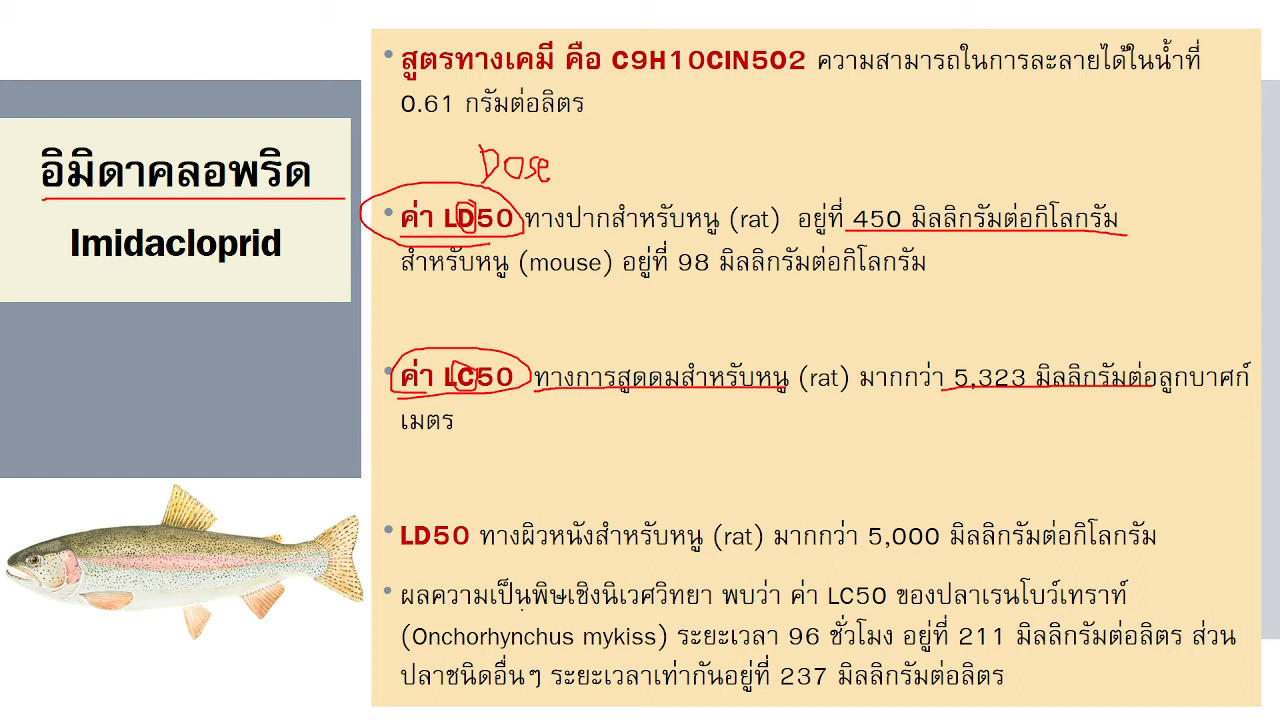 อิมิดาคลอพริด
Imidacloprid
• สูตรทางเคมี คือ C9H10ClN5O2 ความสามารถในการละลายได้ในน้ำที่
0.61 กรัมต่อลิตร
Dose
• ค่า LD50 ทางปากสำหรับหนู (rat) อยู่ที่ 450 มิลลิกรัมต่อกิโลกรัม
สำหรับหนู (mouse) อยู่ที่ 98 มิลลิกรัมต่อกิโลกรัม
• ค่า LC50 ทางการสูดดมสำหรับหนู (rat) มากกว่า 5,323 มิลลิกรัมต่อลูกบาศก์
เมตร
• LD50 ทางผิวหนังสำหรับหนู (rat) มากกว่า 5,000 มิลลิกรัมต่อกิโลกรัม
• ผลความเป็นพิษเชิงนิเวศวิทยา พบว่า ค่า LC50 ของปลาเรนโบว์เทราท์
(Onchorhynchus mykiss) ระยะเวลา 96 ชั่วโมง อยู่ที่ 211 มิลลิกรัมต่อลิตร ส่วน
ปลาชนิดอื่นๆ ระยะเวลาเท่ากันอยู่ที่ 237 มิลลิกรัมต่อลิตร